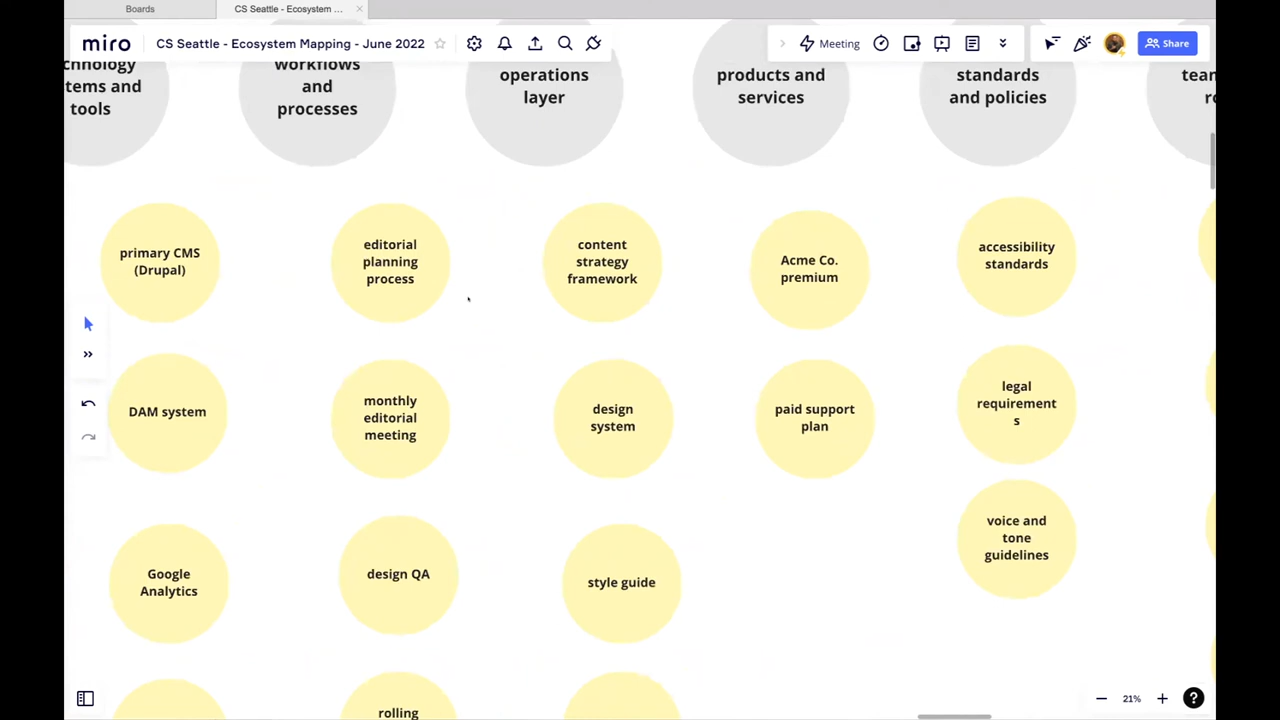 Boards
CS Seattle - Ecosystem ...
miro
CS Seattle - Ecosystem Mapping - June 2022
Meeting
Share
chnology
tems and
tools
workflows
and
processes
operations
layer
products and
services
standards
and policies
tean
ro
primary CMS
(Drupal)
editorial
planning
process
content
strategy
framework
Acme Co.
premium
accessibility
standards
DAM system
monthly
editorial
meeting
design
system
paid support
plan
legal
requirement
s
voice and
tone
guidelines
Google
Analytics
design QA
style guide
rolling
21%
?